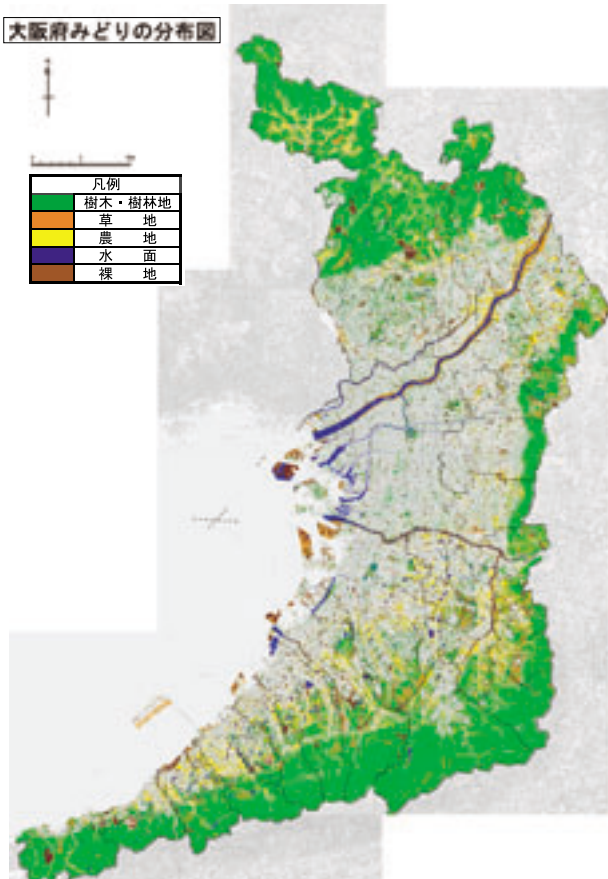 大阪府みどりの分布図
凡例
樹木・樹林地
草 地
農 地
水 面
裸 地